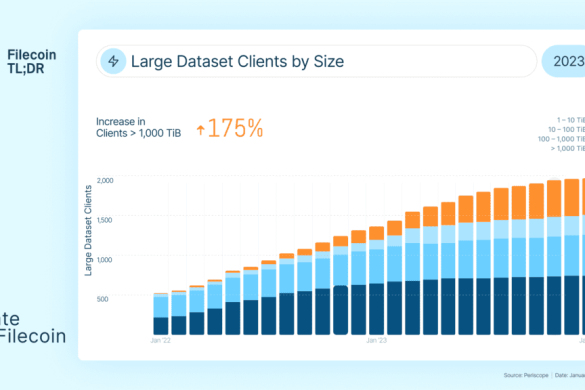 Filecoin
TL;DR
Large Dataset Clients by Size
2023
Increase in
Clients > 1,000 TiB
175%
1 – 10 TiB
10 – 100 TiB
100 – 1,000 TiB
> 1,000 TiB
Large Dataset Clients
2,000
1,500
1,000
500
Jan '22
Jan '23
Filecoin
Source: Periscope | Date: